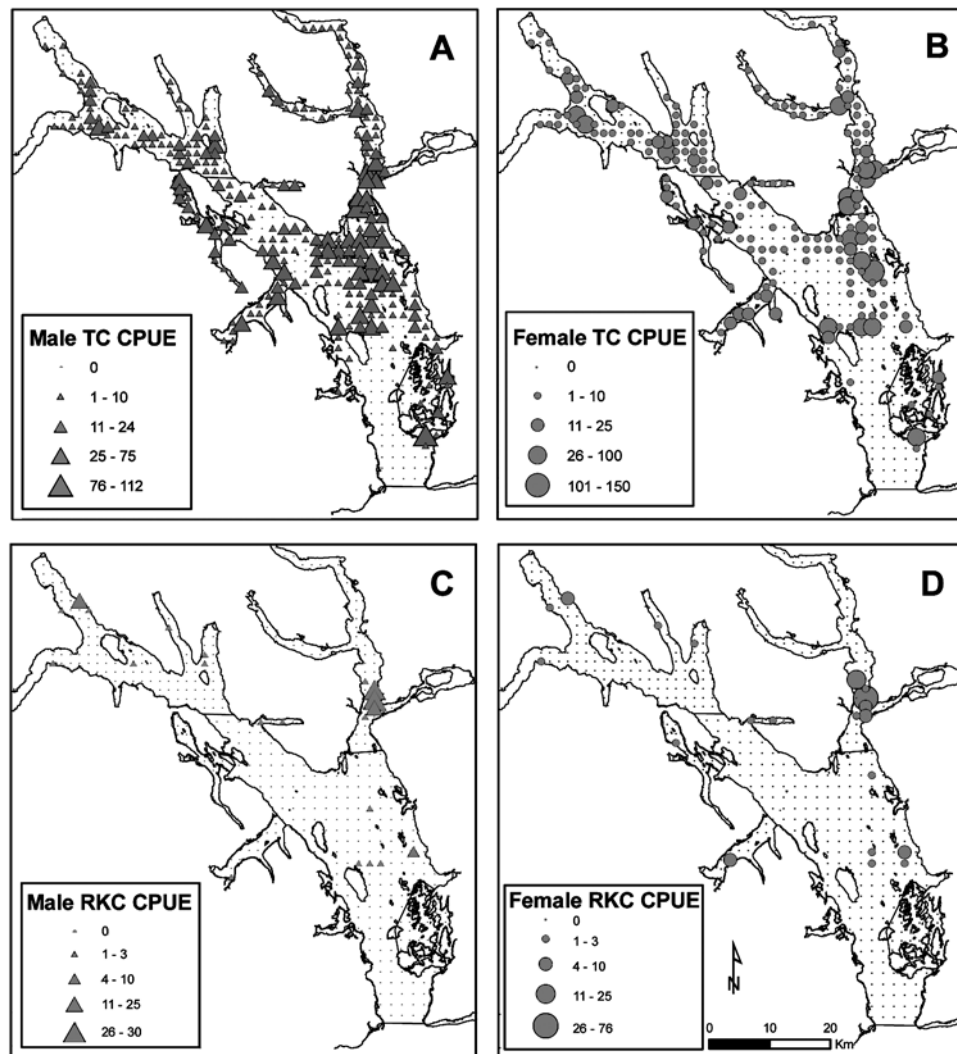 A
Male TC CPUE
0
1 - 10
11 - 24
25 - 75
76 - 112
B
Female TC CPUE
0
1 - 10
11 - 25
26 - 100
101 - 150
C
Male RKC CPUE
0
1 - 3
4 - 10
11 - 25
26 - 30
D
Female RKC CPUE
0
1 - 3
4 - 10
11 - 25
26 - 76
N
0 10 20
Km